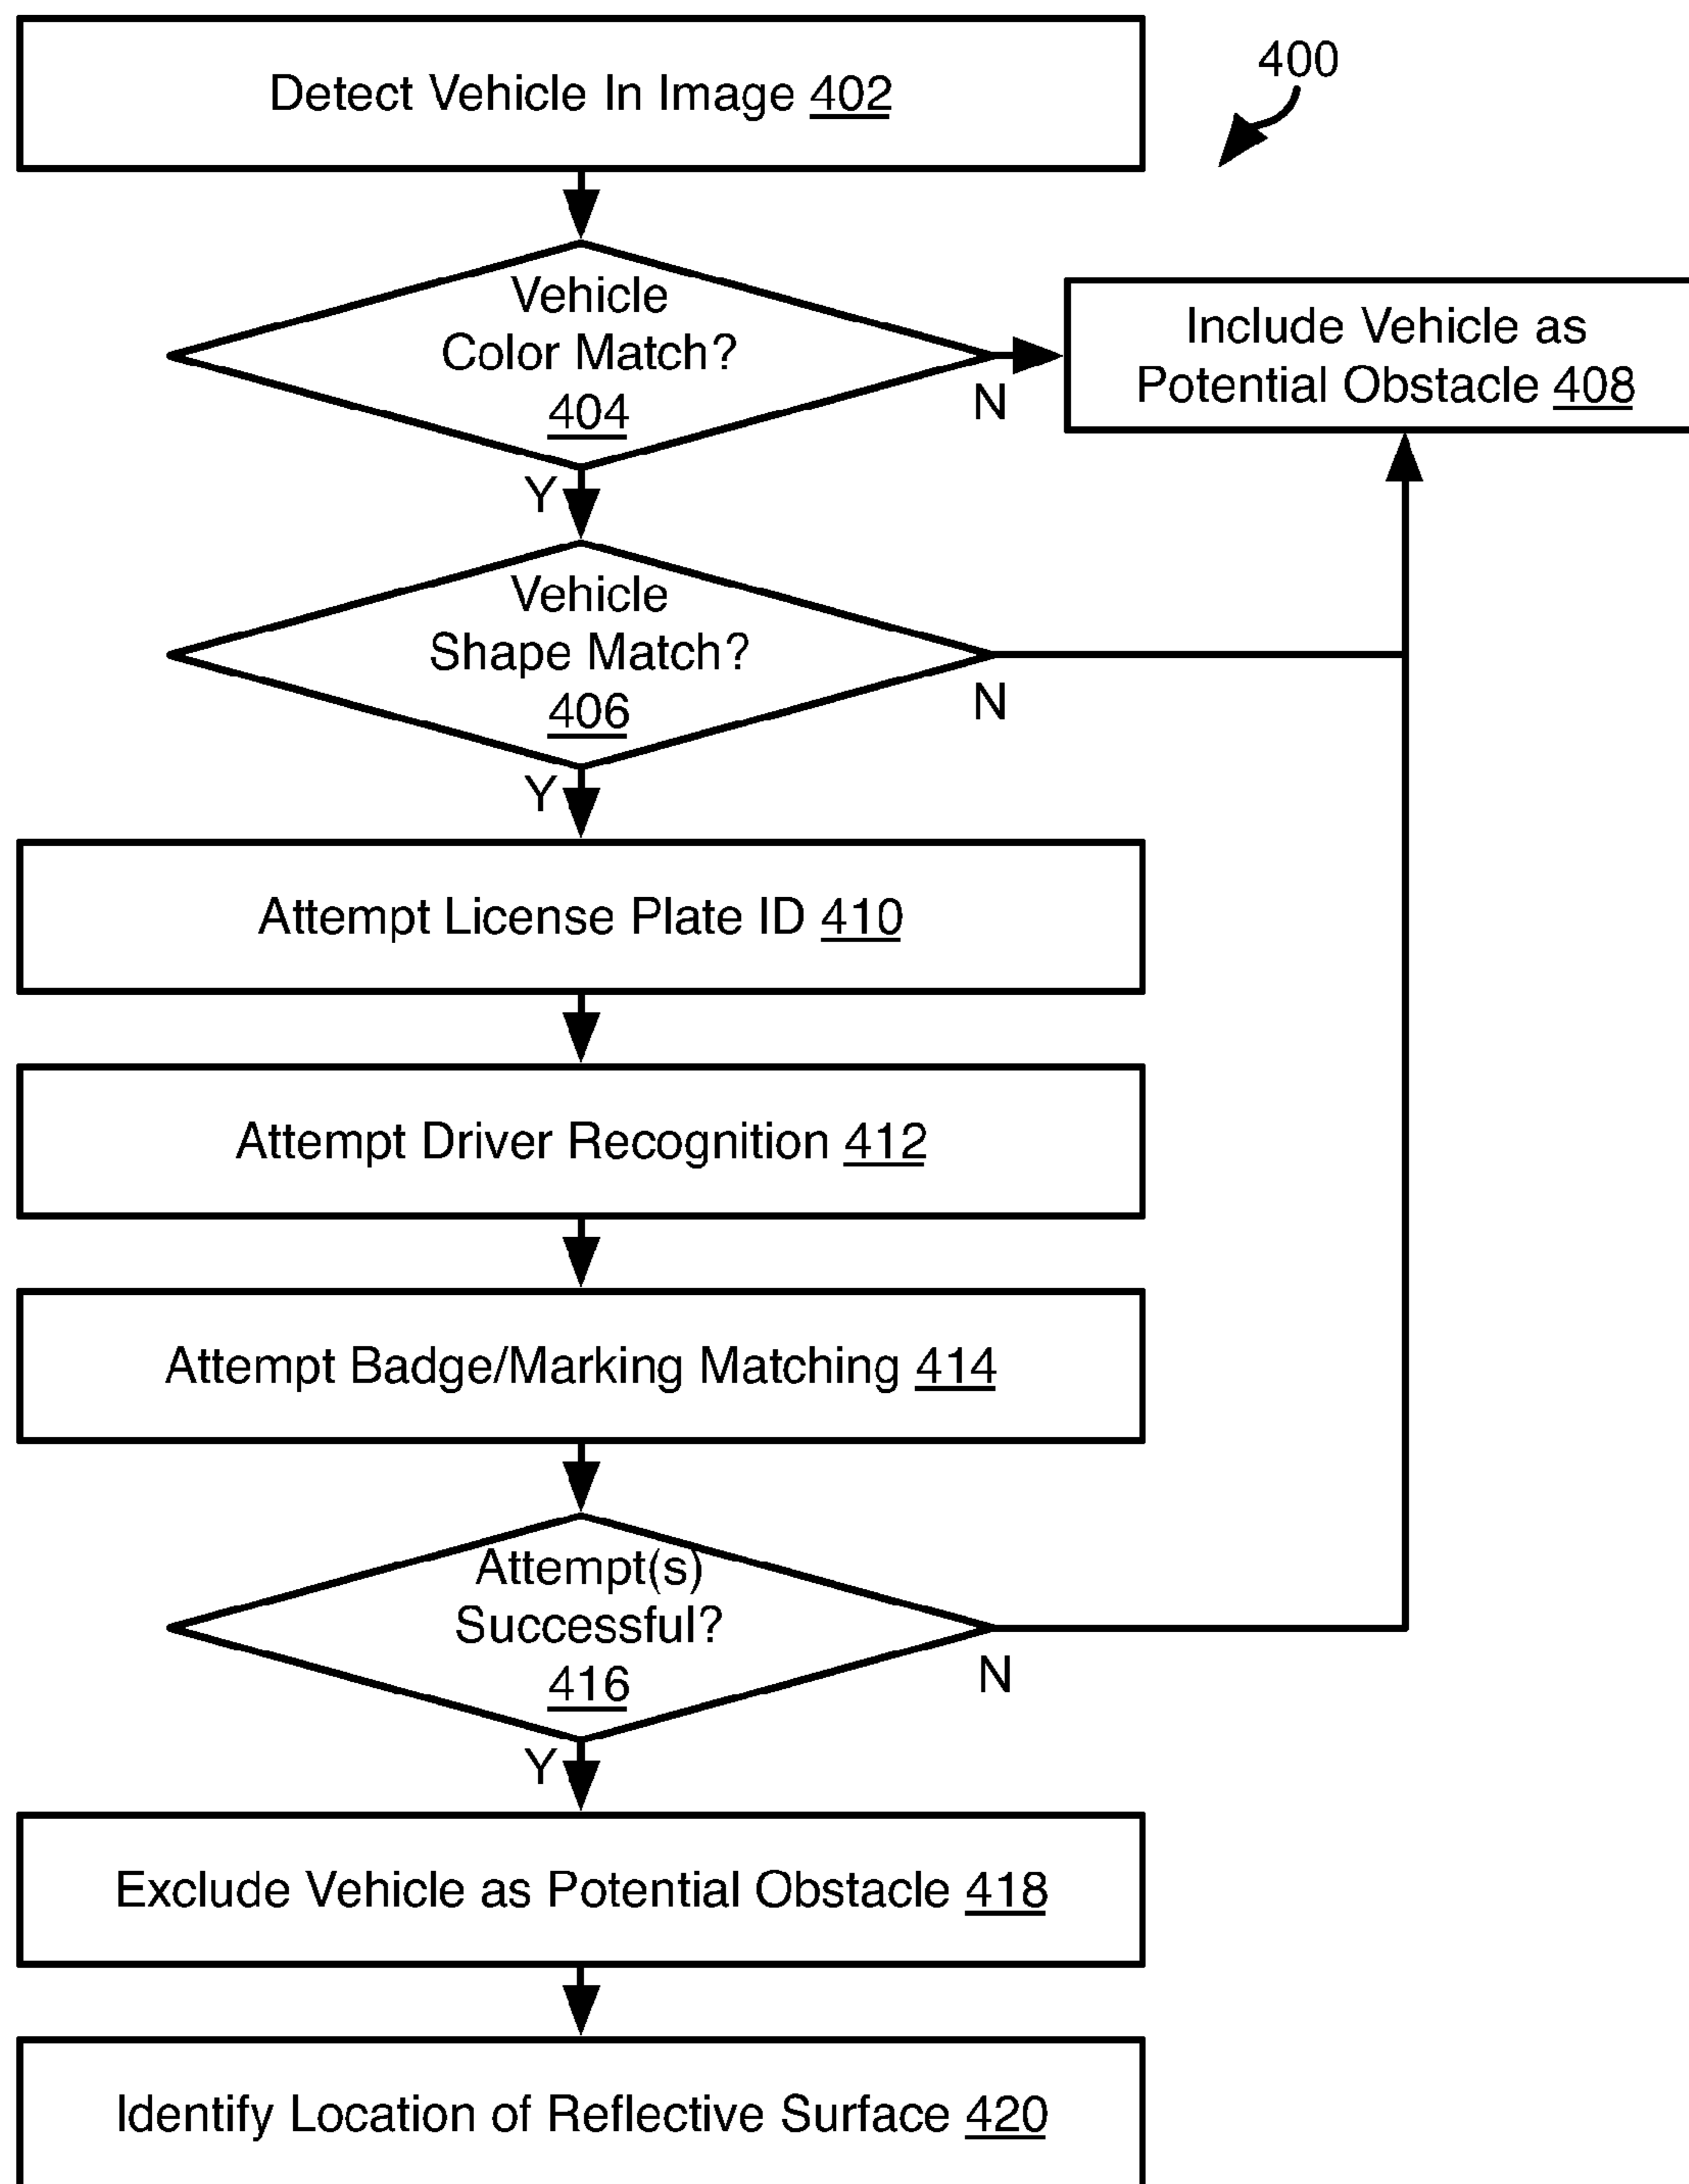 Detect Vehicle In Image 402
400
Vehicle
Color Match?
404
N
Include Vehicle as
Potential Obstacle 408
Y
Vehicle
Shape Match?
406
N
Y
Attempt License Plate ID 410
Attempt Driver Recognition 412
Attempt Badge/Marking Matching 414
Attempt(s)
Successful?
416
N
Y
Exclude Vehicle as Potential Obstacle 418
Identify Location of Reflective Surface 420